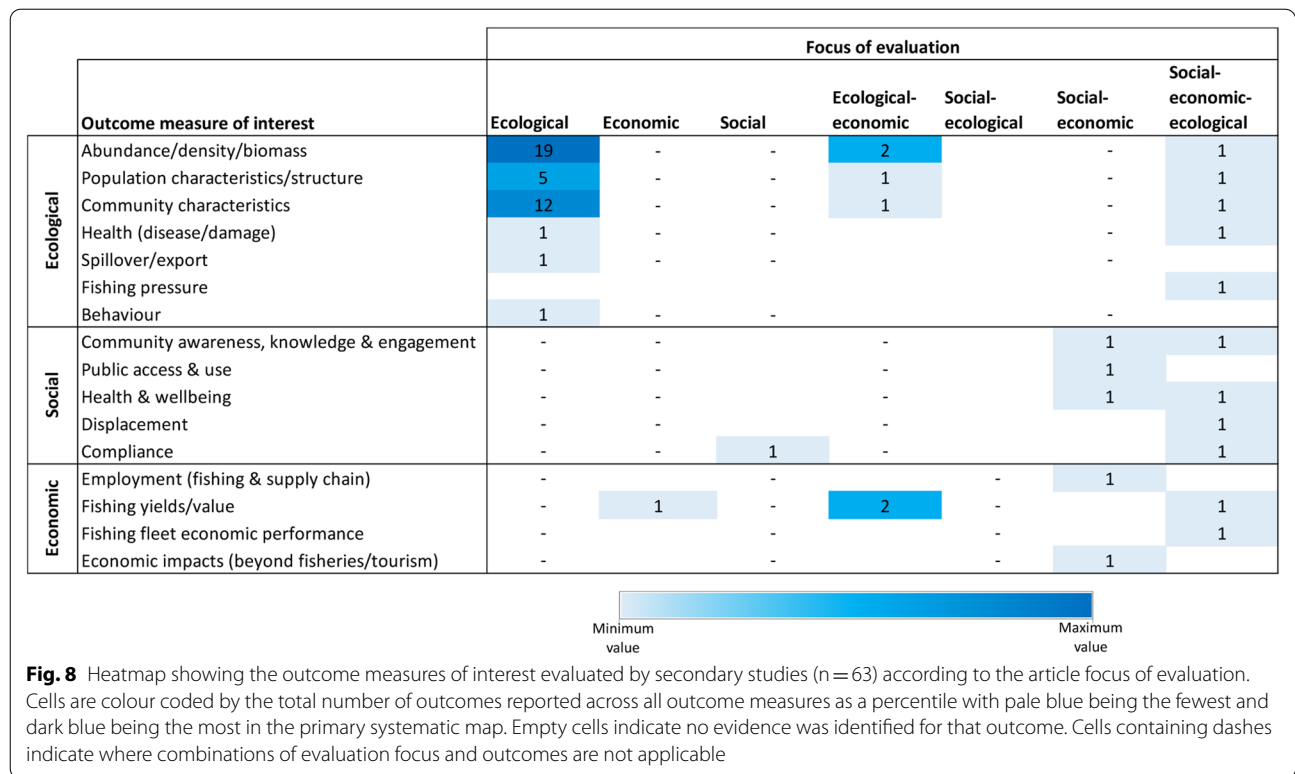 Focus of evaluation
Outcome measure of interest Ecological Economic Social Ecological-economic Social-ecological Social-economic Social-economic-ecological
Ecological
Abundance/density/biomass 19 - - 2 - 1
Population characteristics/structure 5 - - 1 - 1
Community characteristics 12 - - 1 - 1
Health (disease/damage) 1 - - - 1
Spillover/export 1 - - -
Fishing pressure - - - 1
Behaviour 1 - - -
Social
Community awareness, knowledge & engagement - - - 1 1
Public access & use - - - 1
Health & wellbeing - - - 1 1
Displacement - - - 1
Compliance - - 1 - 1
Economic
Employment (fishing & supply chain) - - - 1
Fishing yields/value - 1 - 2 - 1
Fishing fleet economic performance - - - 1
Economic impacts (beyond fisheries/tourism) - - - 1
Minimum value
Maximum value
Fig. 8 Heatmap showing the outcome measures of interest evaluated by secondary studies (n = 63) according to the article focus of evaluation.
Cells are colour coded by the total number of outcomes reported across all outcome measures as a percentile with pale blue being the fewest and
dark blue being the most in the primary systematic map. Empty cells indicate no evidence was identified for that outcome. Cells containing dashes
indicate where combinations of evaluation focus and outcomes are not applicable